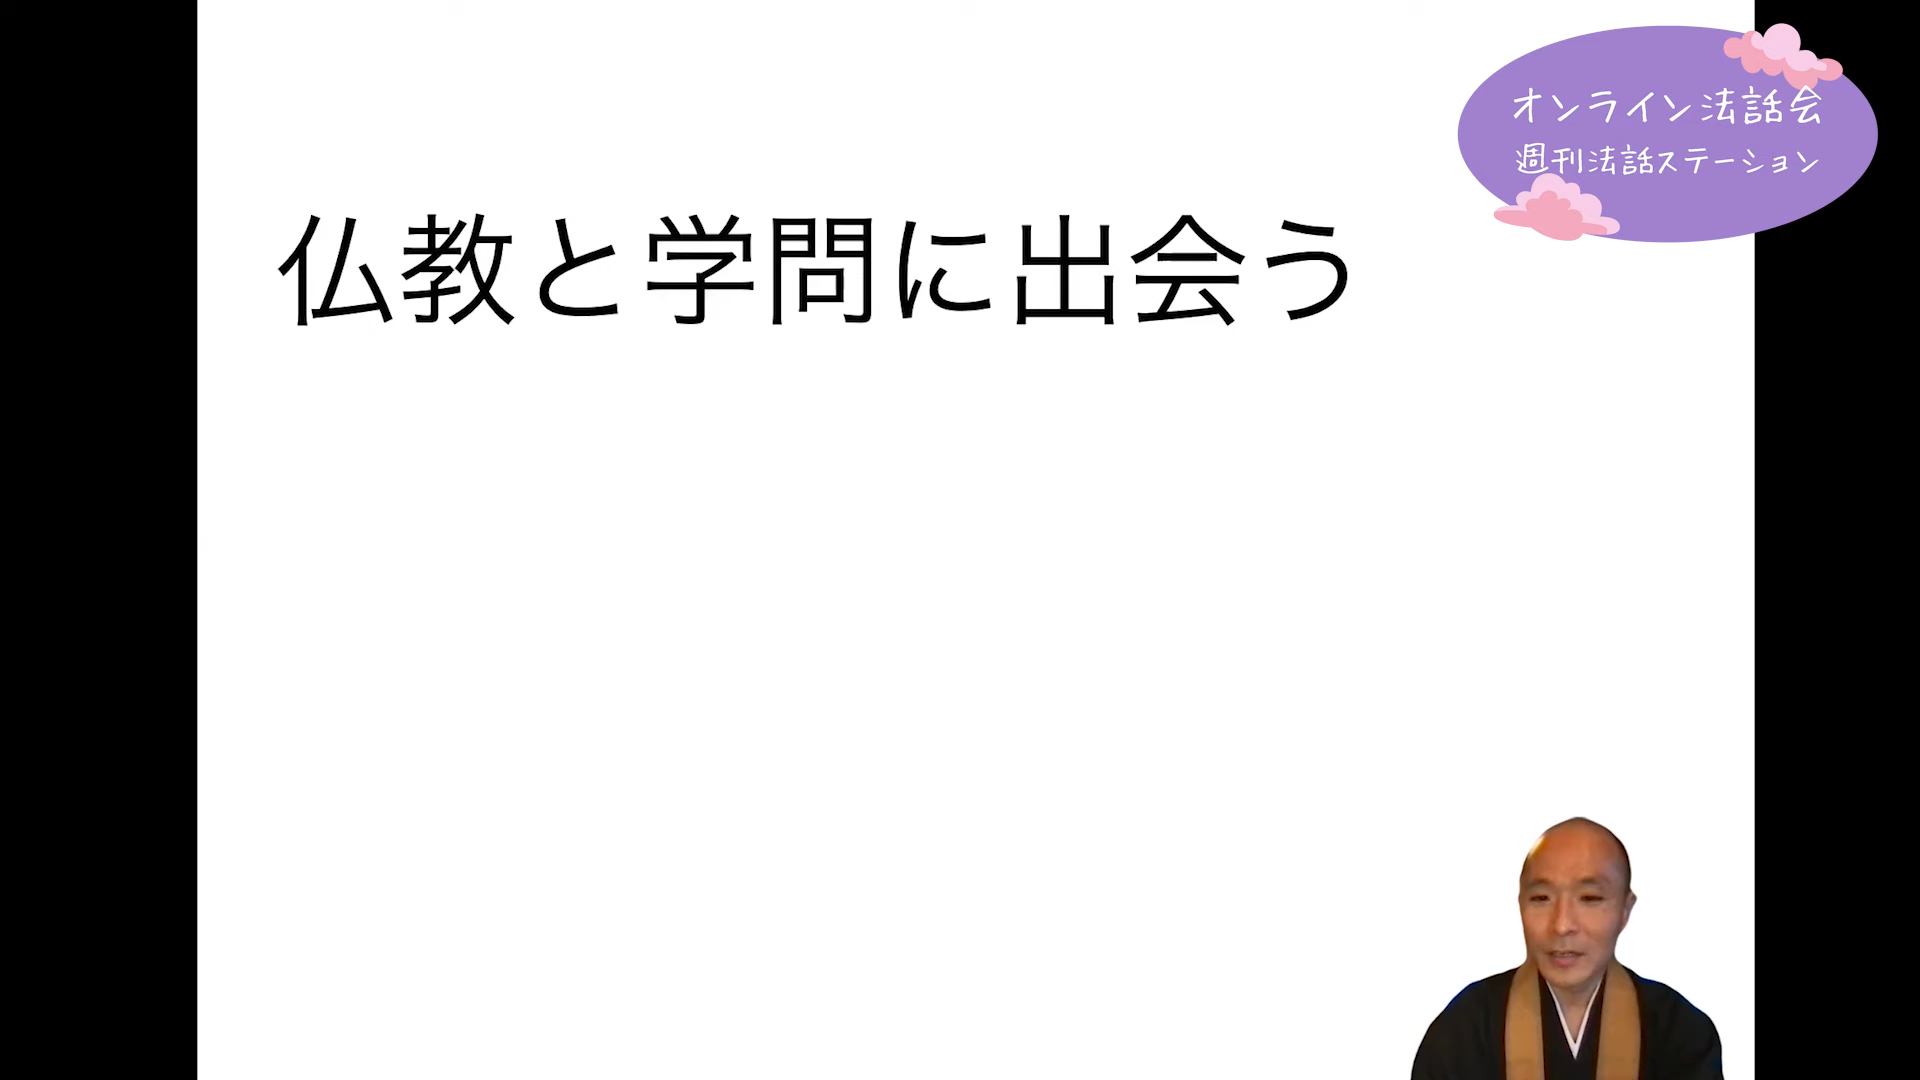 オンライン法話会
週刊法話ステーション
仏教と学問に出会う